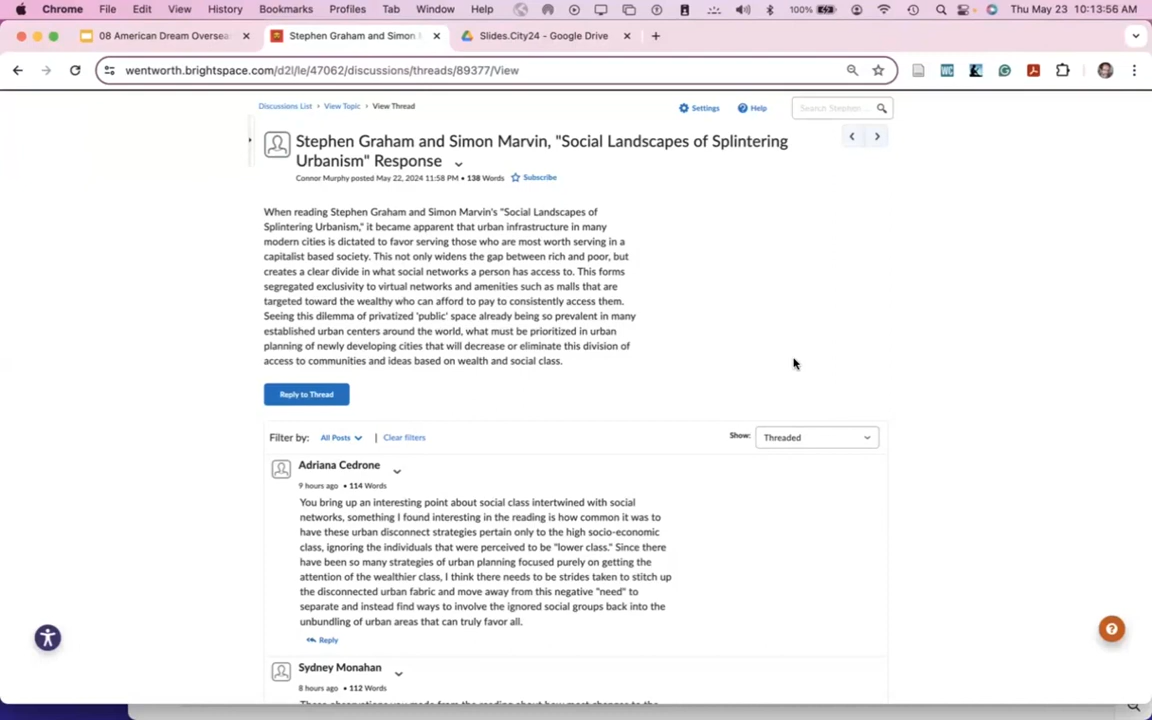 Chrome File Edit View History Bookmarks Profiles Tab Window Help 100% Thu May 23 10:13:56 AM
08 American Dream Oversea Stephen Graham and Simon Slides.City24 - Google Drive
wentworth.brightspace.com/d2l/le/47062/discussions/threads/89377/View
Discussions List › View Topic › View Thread Settings Help Search Stephen ...
Stephen Graham and Simon Marvin, "Social Landscapes of Splintering
Urbanism" Response
Connor Murphy posted May 22, 2024 11:58 PM • 138 Words Subscribe
When reading Stephen Graham and Simon Marvin's "Social Landscapes of
Splintering Urbanism," it became apparent that urban infrastructure in many
modern cities is dictated to favor serving those who are most worth serving in a
capitalist based society. This not only widens the gap between rich and poor, but
creates a clear divide in what social networks a person has access to. This forms
segregated exclusivity to virtual networks and amenities such as malls that are
targeted toward the wealthy who can afford to pay to consistently access them.
Seeing this dilemma of privatized 'public' space already being so prevalent in many
established urban centers around the world, what must be prioritized in urban
planning of newly developing cities that will decrease or eliminate this division of
access to communities and ideas based on wealth and social class.
Reply to Thread
Filter by: All Posts | Clear filters Show: Threaded
Adriana Cedrone
9 hours ago • 114 Words
You bring up an interesting point about social class intertwined with social
networks, something I found interesting in the reading is how common it was to
have these urban disconnect strategies pertain only to the high socio-economic
class, ignoring the individuals that were perceived to be "lower class." Since there
have been so many strategies of urban planning focused purely on getting the
attention of the wealthier class, I think there needs to be strides taken to stitch up
the disconnected urban fabric and move away from this negative "need" to
separate and instead find ways to involve the ignored social groups back into the
unbundling of urban areas that can truly favor all.
Reply
Sydney Monahan
8 hours ago • 112 Words